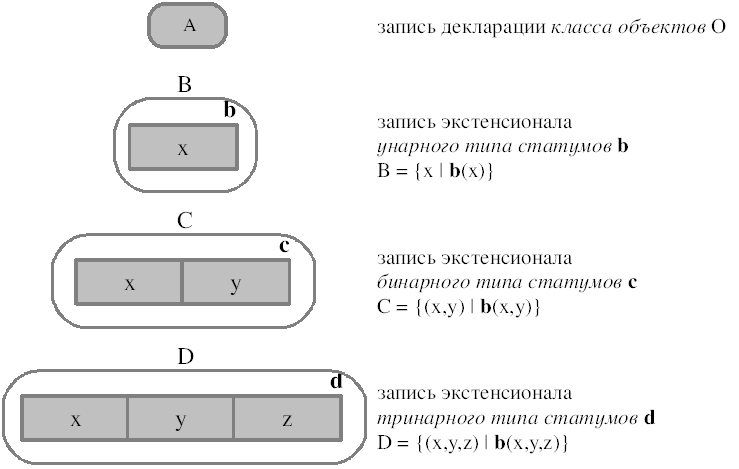 A
запись декларации класса объектов O
B
b
x
запись экстенсионала
унарного типа статумов b
B = {x | b(x)}
C
c
x y
запись экстенсионала
бинарного типа статумов c
C = {(x,y) | b(x,y)}
D
d
x y z
запись экстенсионала
тринарного типа статумов d
D = {(x,y,z) | b(x,y,z)}